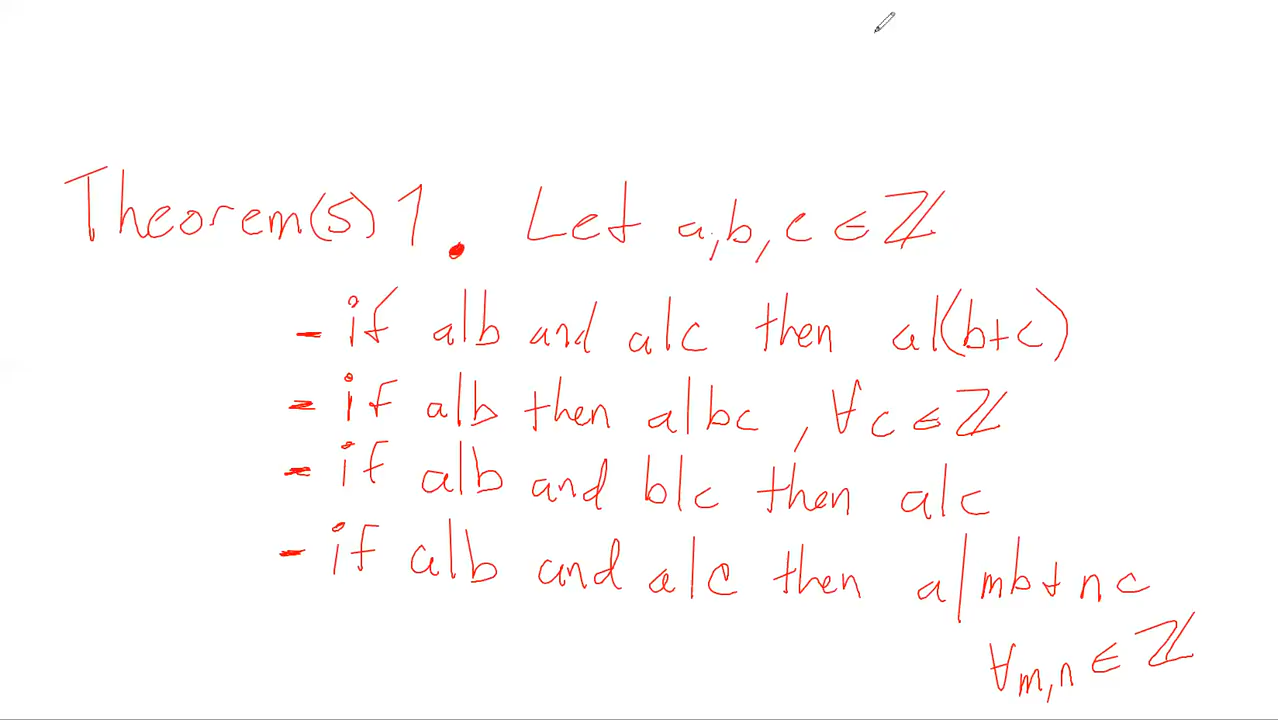 Theorem(s) 1. Let a,b,c ∈ ℤ
- if a|b and a|c then a|(b+c)
- if a|b then a|bc , ∀c ∈ ℤ
- if a|b and b|c then a|c
- if a|b and a|c then a|mb+nc
∀m,n ∈ ℤ